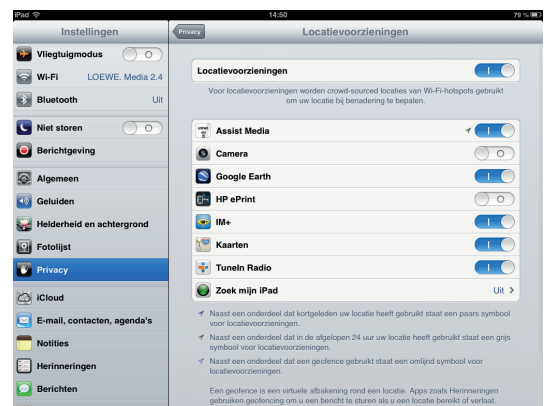 iPad 14:50 79 %
Instellingen
Vliegtuigmodus
Wi-Fi LOEWE. Media 2.4
Bluetooth Uit
Niet storen
Berichtgeving
Algemeen
Geluiden
Helderheid en achtergrond
Fotolijst
Privacy
iCloud
E-mail, contacten, agenda's
Notities
Herinneringen
Berichten
Privacy Locatievoorzieningen
Locatievoorzieningen
Voor locatievoorzieningen worden crowd-sourced locaties van Wi-Fi-hotspots gebruikt
om uw locatie bij benadering te bepalen.
Assist Media
Camera
Google Earth
HP ePrint
IM+
Kaarten
TuneIn Radio
Zoek mijn iPad Uit
Naast een onderdeel dat kortgeleden uw locatie heeft gebruikt staat een paars symbool
voor locatievoorzieningen.
Naast een onderdeel dat in de afgelopen 24 uur uw locatie heeft gebruikt staat een grijs
symbool voor locatievoorzieningen.
Naast een onderdeel dat een geofence gebruikt staat een omlijnd symbool voor
locatievoorzieningen.
Een geofence is een virtuele afbakening rond een locatie. Apps zoals Herinneringen
gebruiken geofencing om u een bericht te sturen als u een locatie bereikt of verlaat.